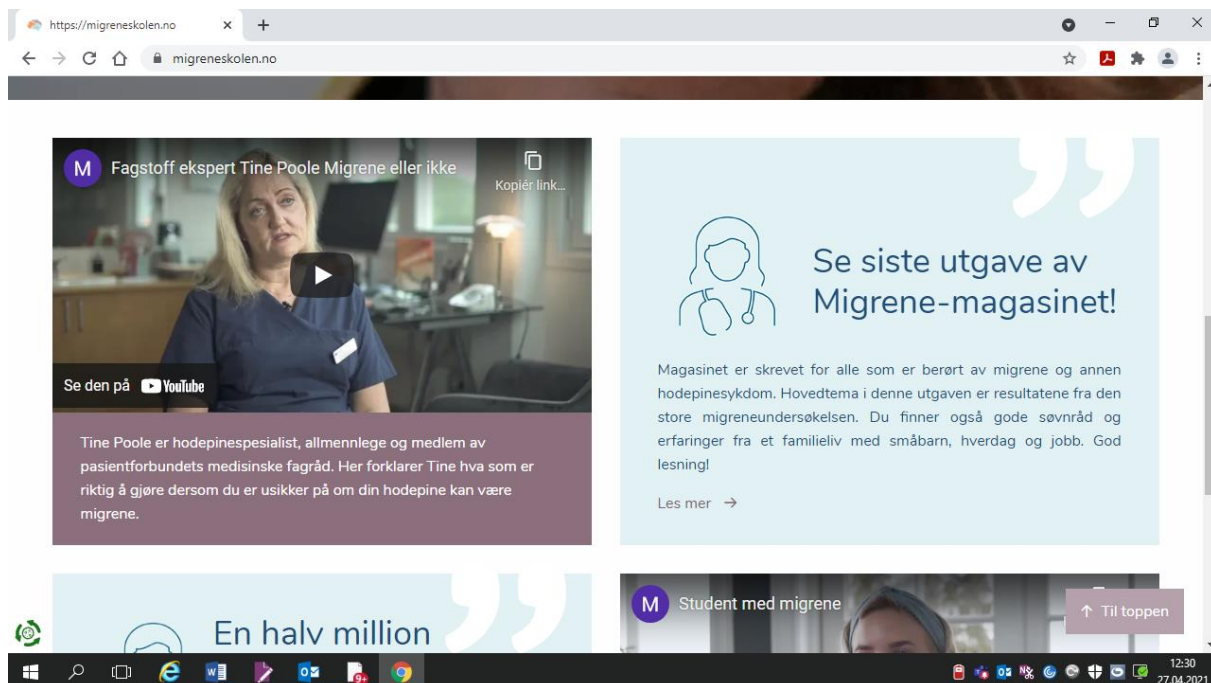 https://migreneskolen.no
migreneskolen.no
M Fagstoff ekspert Tine Poole Migrene eller ikke
Kopiér link...
Se den på YouTube
Tine Poole er hodepinespesialist, allmennlege og medlem av
pasientforbundets medisinske fagråd. Her forklarer Tine hva som er
riktig å gjøre dersom du er usikker på om din hodepine kan være
migrene.
Se siste utgave av
Migrene-magasinet!
Magasinet er skrevet for alle som er berørt av migrene og annen
hodepinesykdom. Hovedtema i denne utgaven er resultatene fra den
store migreneundersøkelsen. Du finner også gode søvnråd og
erfaringer fra et familieliv med småbarn, hverdag og jobb. God
lesning!
Les mer →
En halv million
M Student med migrene
↑ Til toppen
9+
12:30
27.04.2021